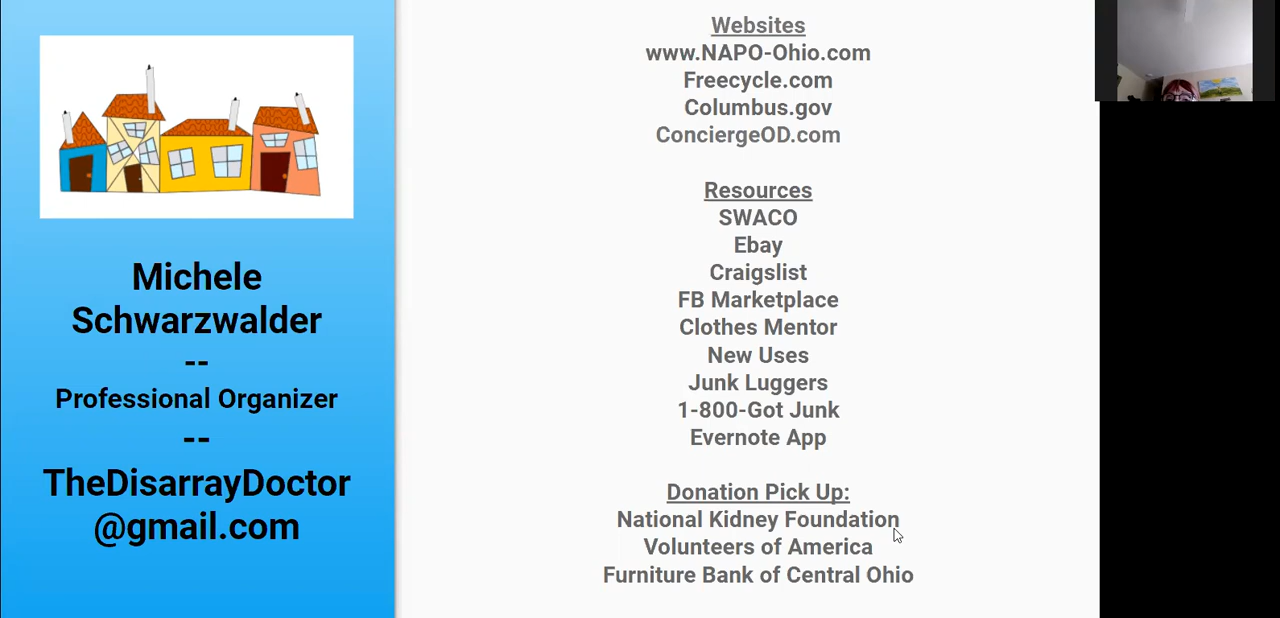 Michele
Schwarzwalder
--
Professional Organizer
--
TheDisarrayDoctor
@gmail.com
Websites
www.NAPO-Ohio.com
Freecycle.com
Columbus.gov
ConciergeOD.com
Resources
SWACO
Ebay
Craigslist
FB Marketplace
Clothes Mentor
New Uses
Junk Luggers
1-800-Got Junk
Evernote App
Donation Pick Up:
National Kidney Foundation
Volunteers of America
Furniture Bank of Central Ohio